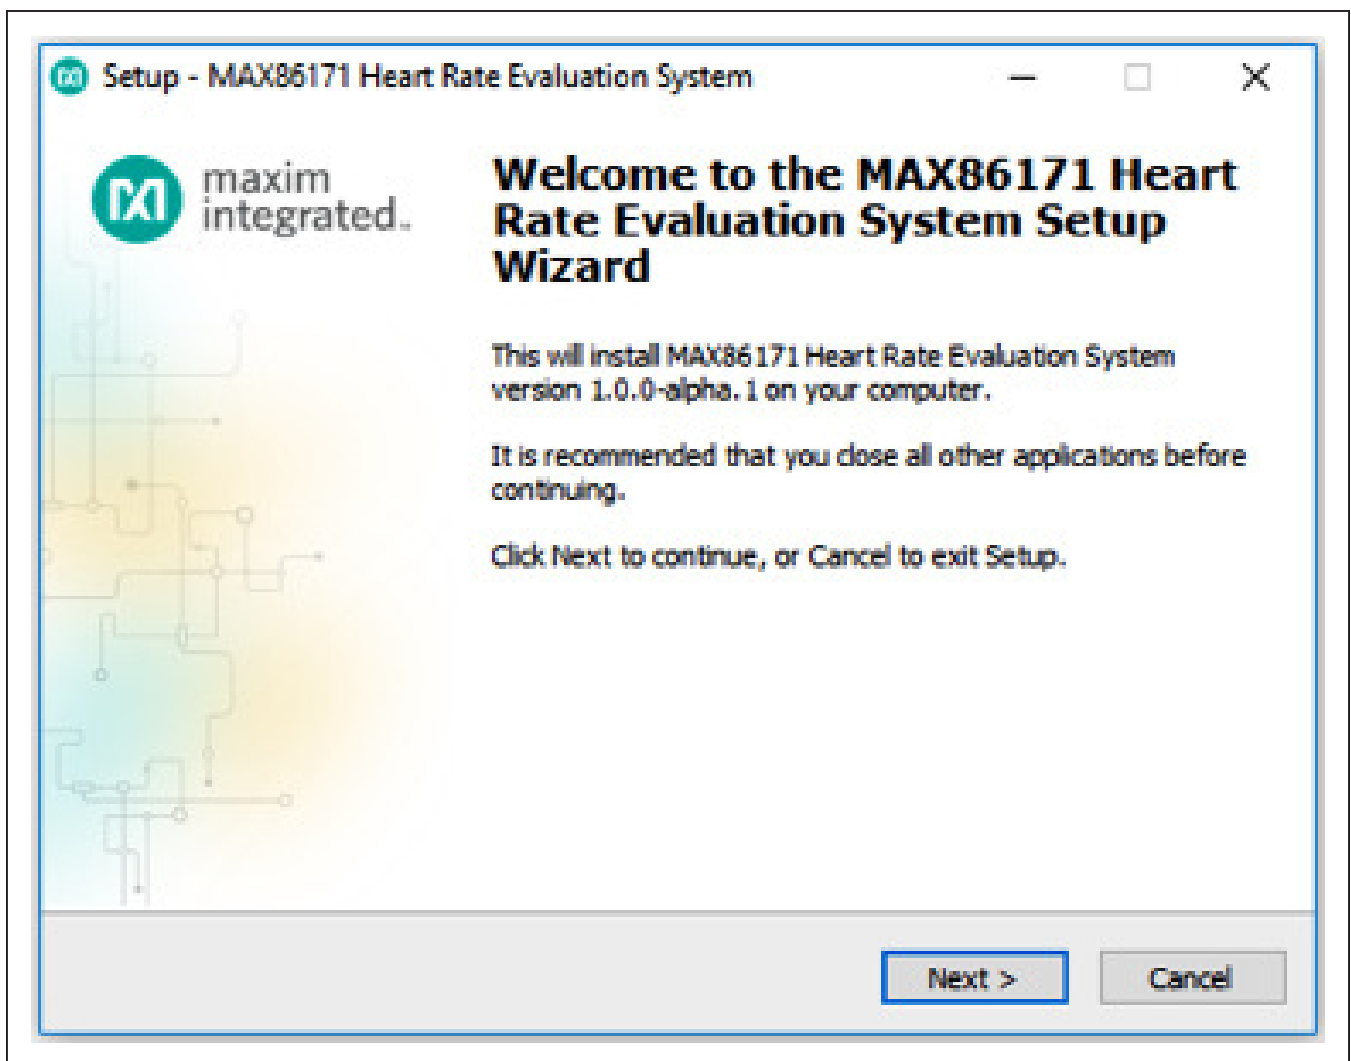 Setup - MAX86171 Heart Rate Evaluation System
maxim
integrated™
Welcome to the MAX86171 Heart
Rate Evaluation System Setup
Wizard
This will install MAX86171 Heart Rate Evaluation System
version 1.0.0-alpha.1 on your computer.
It is recommended that you close all other applications before
continuing.
Click Next to continue, or Cancel to exit Setup.
Next >
Cancel